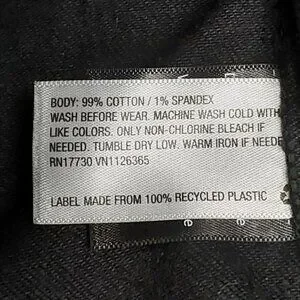 BODY: 99% COTTON / 1% SPANDEX
WASH BEFORE WEAR. MACHINE WASH COLD WITH
LIKE COLORS. ONLY NON-CHLORINE BLEACH IF
NEEDED. TUMBLE DRY LOW. WARM IRON IF NEEDE
RN17730 VN1126365
LABEL MADE FROM 100% RECYCLED PLASTIC